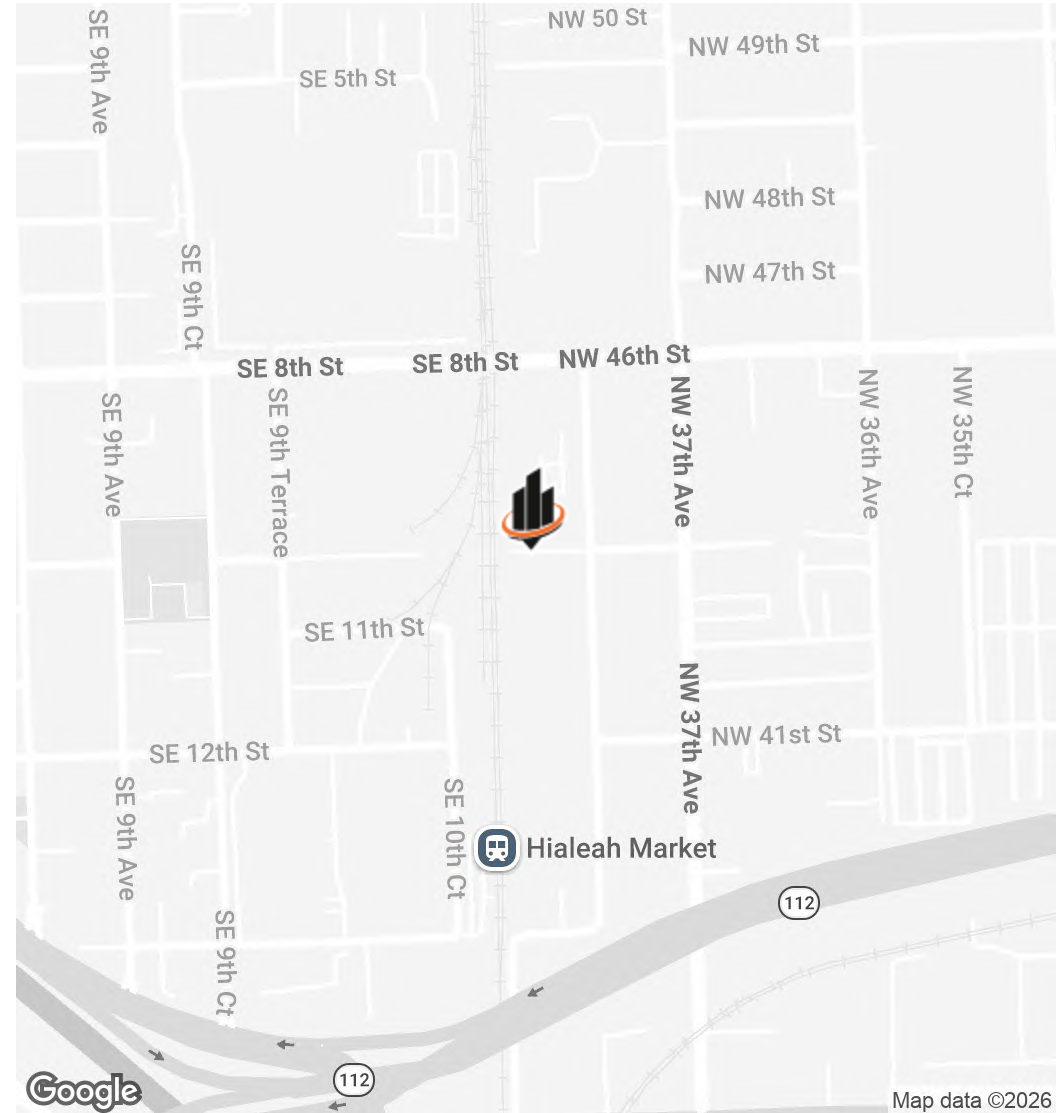 NW 50 St
SE 9th Ave
NW 49th St
SE 5th St
NW 48th St
SE 9th Ct
NW 47th St
SE 8th St
SE 8th St
NW 46th St
SE 9th Ave
SE 9th Terrace
NW 37th Ave
NW 36th Ave
NW 35th Ct
SE 11th St
NW 37th Ave
NW 41st St
SE 12th St
SE 9th Ave
SE 10th Ct
Hialeah Market
112
SE 9th Ct
112
Google
Map data ©2026